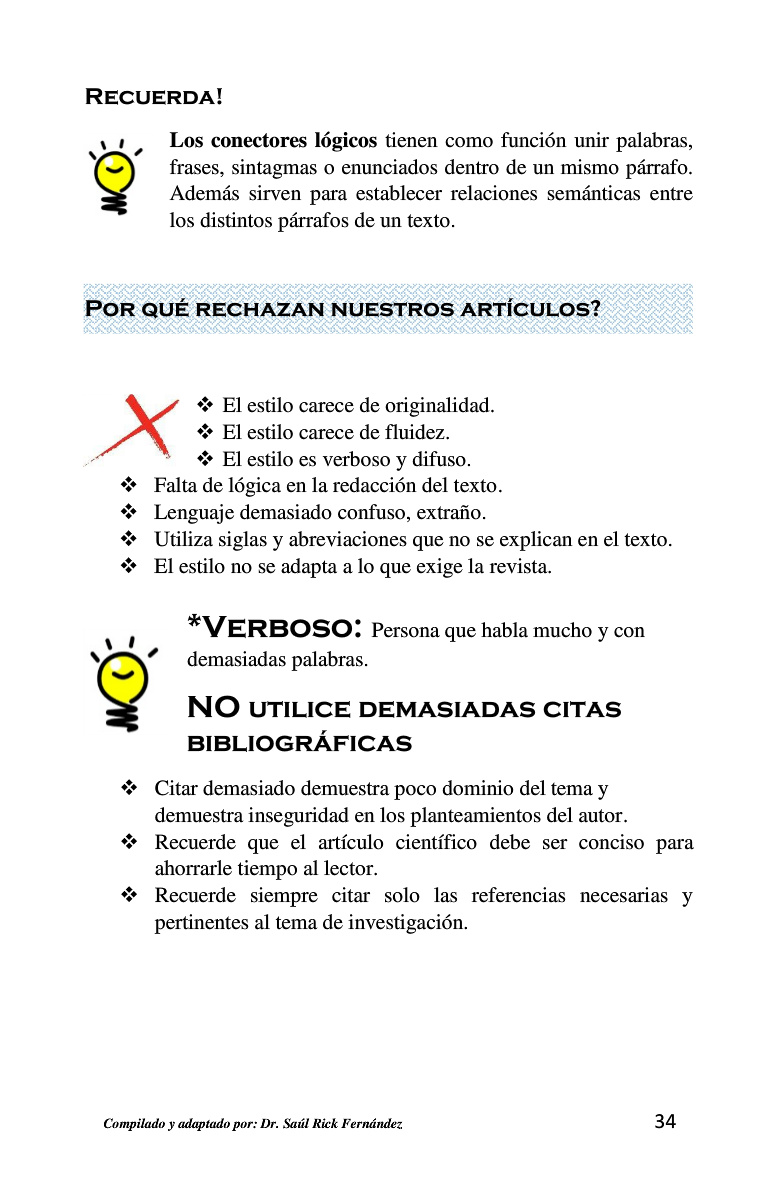 RECUERDA!
Los conectores lógicos tienen como función unir palabras,
frases, sintagmas o enunciados dentro de un mismo párrafo.
Además sirven para establecer relaciones semánticas entre
los distintos párrafos de un texto.
POR QUÉ RECHAZAN NUESTROS ARTÍCULOS?
❖ El estilo carece de originalidad.
❖ El estilo carece de fluidez.
❖ El estilo es verboso y difuso.
❖ Falta de lógica en la redacción del texto.
❖ Lenguaje demasiado confuso, extraño.
❖ Utiliza siglas y abreviaciones que no se explican en el texto.
❖ El estilo no se adapta a lo que exige la revista.
*VERBOSO: Persona que habla mucho y con
demasiadas palabras.
NO UTILICE DEMASIADAS CITAS
BIBLIOGRÁFICAS
❖ Citar demasiado demuestra poco dominio del tema y
demuestra inseguridad en los planteamientos del autor.
❖ Recuerde que el artículo científico debe ser conciso para
ahorrarle tiempo al lector.
❖ Recuerde siempre citar solo las referencias necesarias y
pertinentes al tema de investigación.
Compilado y adaptado por: Dr. Saúl Rick Fernández 34